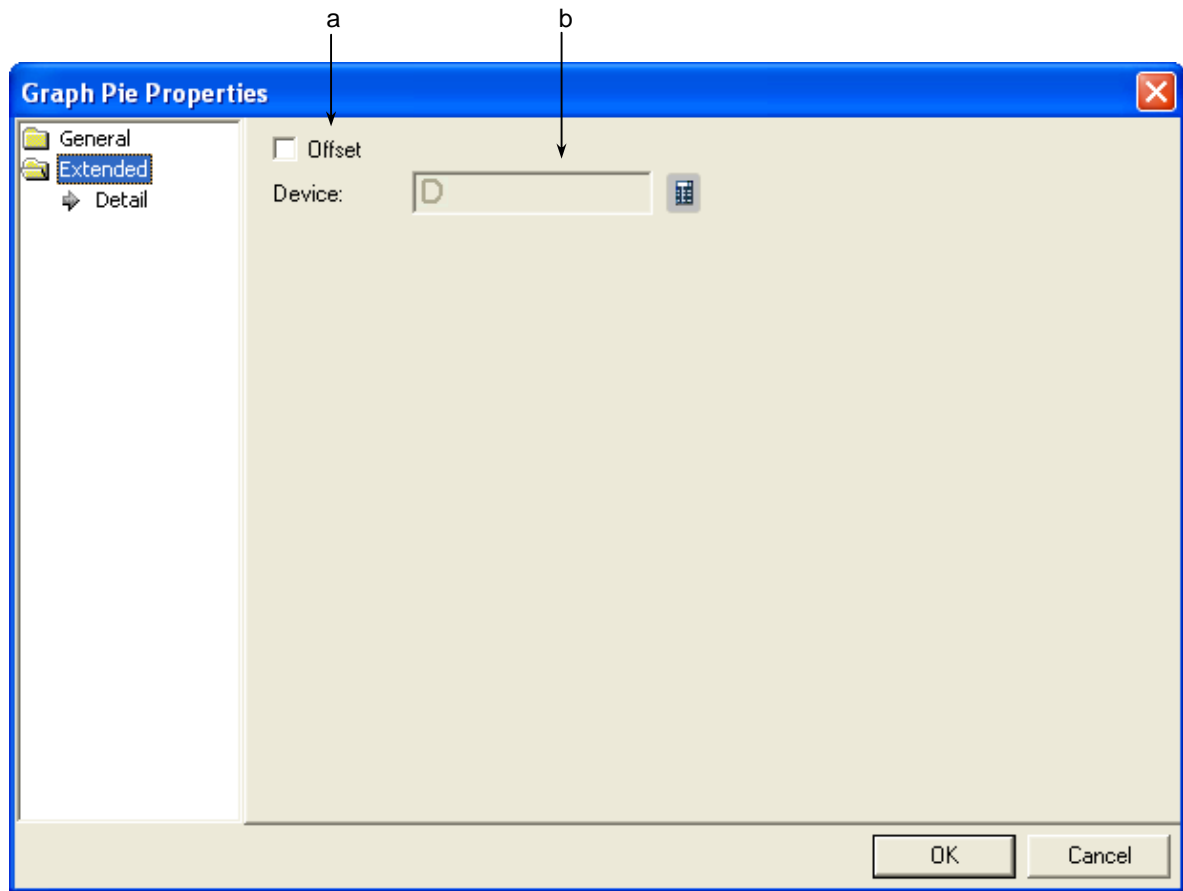 a b
Graph Pie Properties
General
Extended
Detail
Offset
Device: D
OK Cancel